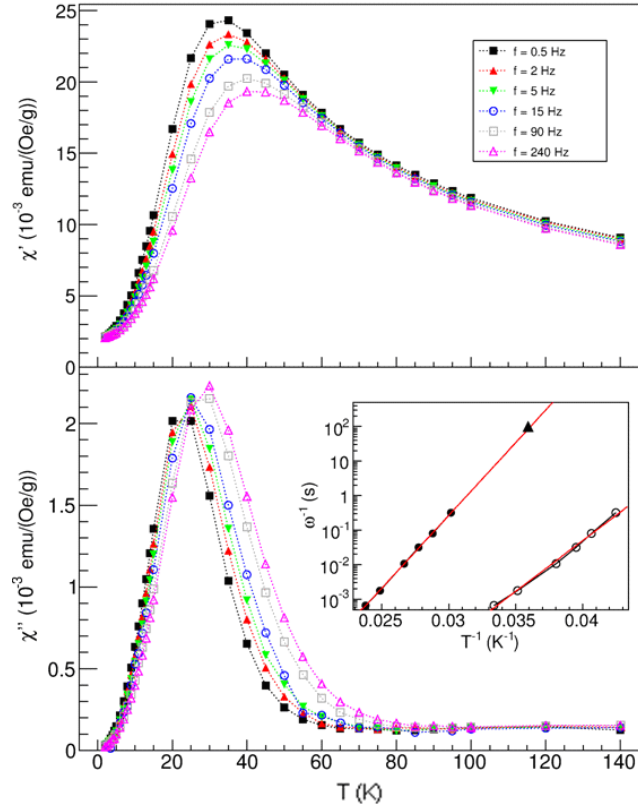 25
20
15
10
5
0
χ' (10⁻³ emu/(Oe/g))
f = 0.5 Hz
f = 2 Hz
f = 5 Hz
f = 15 Hz
f = 90 Hz
f = 240 Hz
2
1.5
1
0.5
0
χ'' (10⁻³ emu/(Oe/g))
10²
10
1
10⁻¹
10⁻²
10⁻³
ω⁻¹ (s)
0.025 0.03 0.035 0.04
T⁻¹ (K⁻¹)
0 20 40 60 80 100 120 140
T (K)